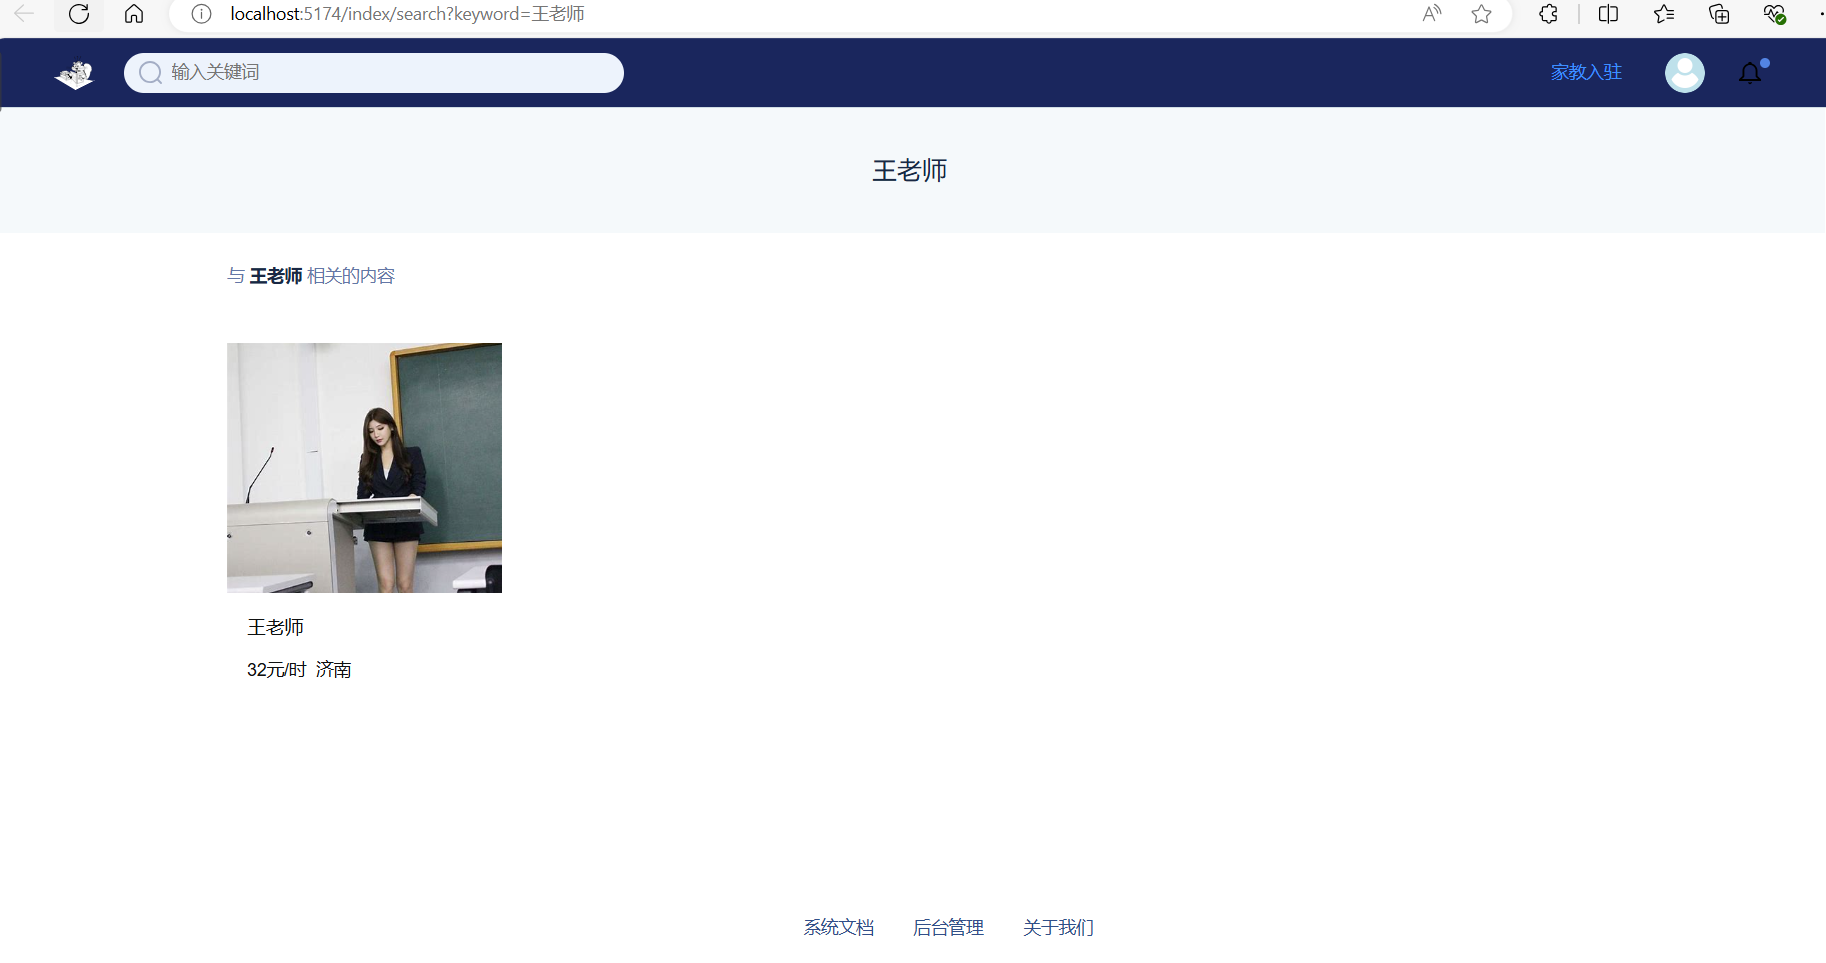 localhost:5174/index/search?keyword=王老师
输入关键词
家教入驻
王老师
与 王老师 相关的内容
王老师
32元/时 济南
系统文档 后台管理 关于我们